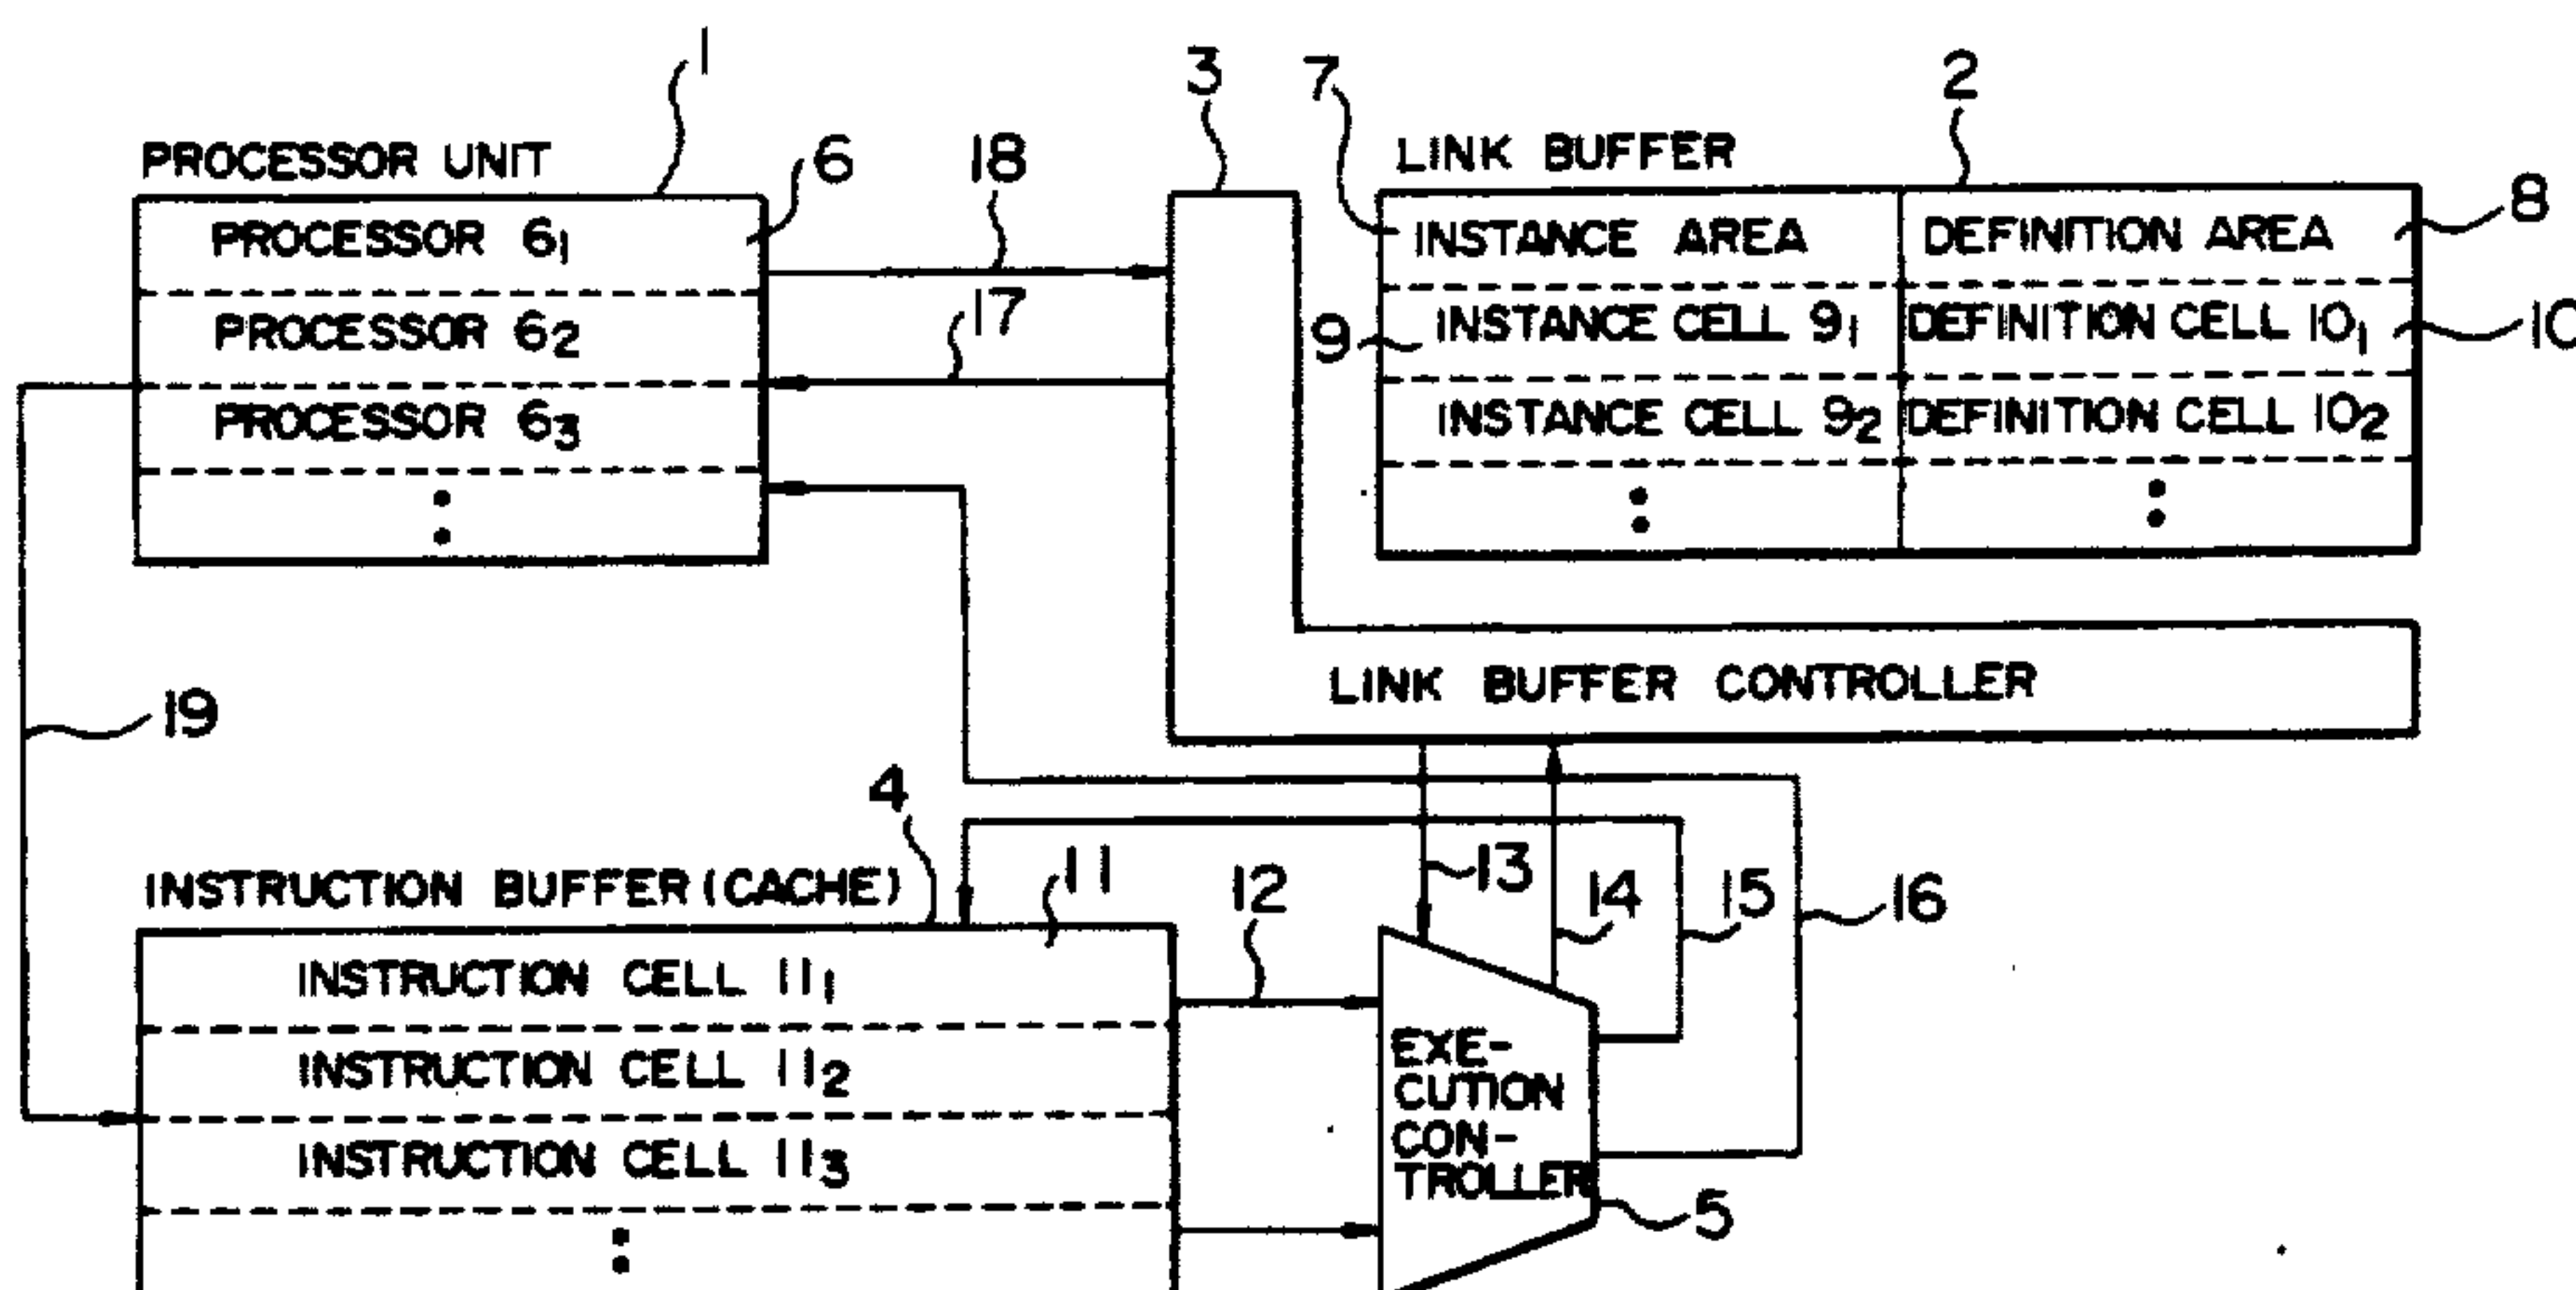 1
3
7
2
PROCESSOR UNIT
6
18
LINK BUFFER
8
PROCESSOR 6₁
INSTANCE AREA
DEFINITION AREA
17
PROCESSOR 6₂
9
INSTANCE CELL 9₁
DEFINITION CELL 10₁
10
PROCESSOR 6₃
INSTANCE CELL 9₂
DEFINITION CELL 10₂
19
LINK BUFFER CONTROLLER
4
INSTRUCTION BUFFER (CACHE)
11
12
13
14
15
16
INSTRUCTION CELL 11₁
INSTRUCTION CELL 11₂
INSTRUCTION CELL 11₃
EXE-
CUTION
CON-
TROLLER
5